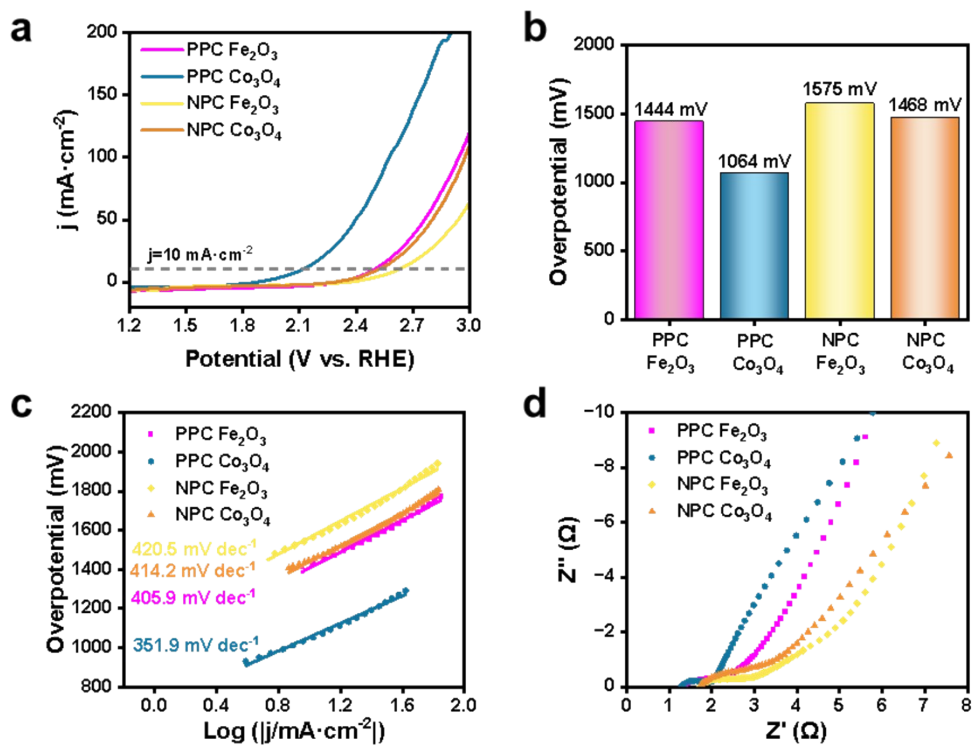 a
200
150
100
50
0
j (mA·cm⁻²)
PPC Fe₂O₃
PPC Co₃O₄
NPC Fe₂O₃
NPC Co₃O₄
j=10 mA·cm⁻²
1.2 1.5 1.8 2.1 2.4 2.7 3.0
Potential (V vs. RHE)
b
2000
1500
1000
500
0
Overpotential (mV)
1444 mV
1064 mV
1575 mV
1468 mV
PPC Fe₂O₃
PPC Co₃O₄
NPC Fe₂O₃
NPC Co₃O₄
c
2200
2000
1800
1600
1400
1200
1000
800
Overpotential (mV)
PPC Fe₂O₃
PPC Co₃O₄
NPC Fe₂O₃
NPC Co₃O₄
420.5 mV dec⁻¹
414.2 mV dec⁻¹
405.9 mV dec⁻¹
351.9 mV dec⁻¹
0.0 0.4 0.8 1.2 1.6 2.0
Log (|j/mA·cm⁻²|)
d
−10
−8
−6
−4
−2
0
Z'' (Ω)
PPC Fe₂O₃
PPC Co₃O₄
NPC Fe₂O₃
NPC Co₃O₄
0 1 2 3 4 5 6 7 8
Z' (Ω)